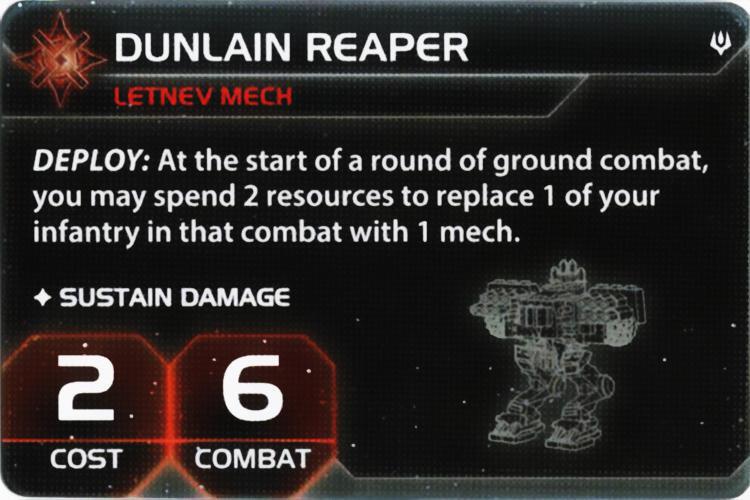 DUNLAIN REAPER
LETNEV MECH
DEPLOY: At the start of a round of ground combat,
you may spend 2 resources to replace 1 of your
infantry in that combat with 1 mech.
SUSTAIN DAMAGE
2
COST
6
COMBAT